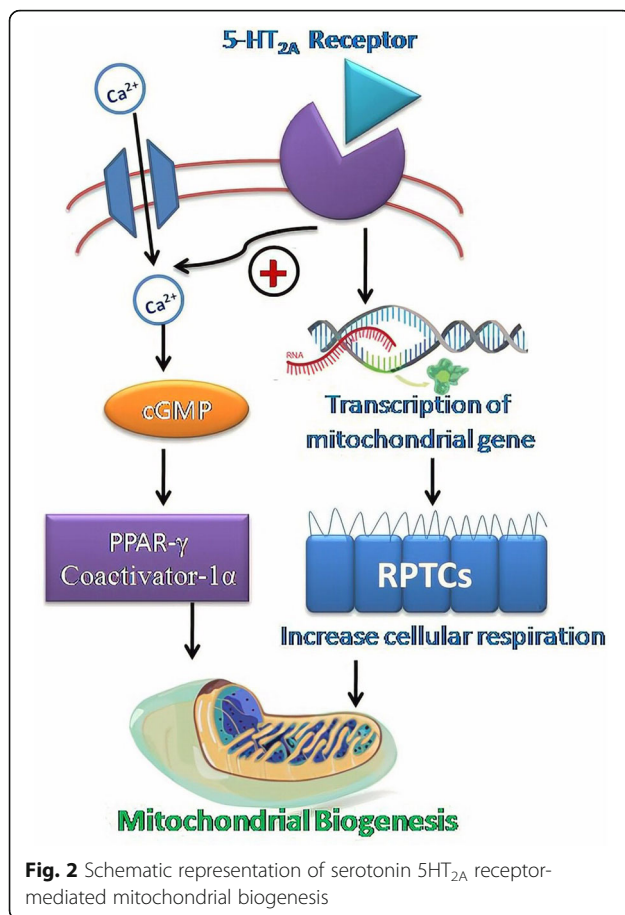 5-HT₂A Receptor
Ca²⁺
Ca²⁺
+
cGMP
PPAR-γ
Coactivator-1α
RNA
Transcription of
mitochondrial gene
RPTCs
Increase cellular respiration
Mitochondrial Biogenesis
Fig. 2 Schematic representation of serotonin 5HT₂A receptor-
mediated mitochondrial biogenesis